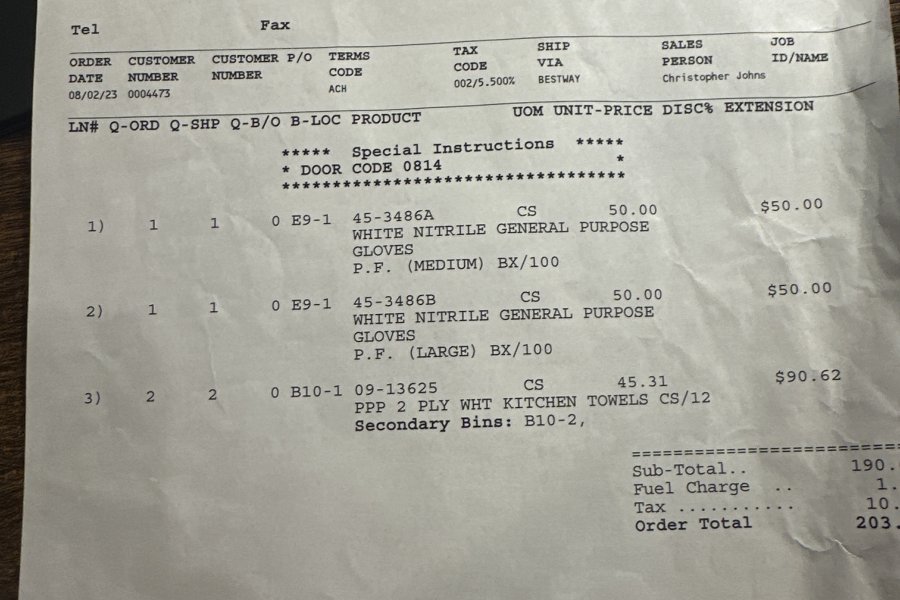 Tel Fax
ORDER CUSTOMER CUSTOMER P/O TERMS TAX SHIP SALES JOB
DATE NUMBER NUMBER CODE CODE VIA PERSON ID/NAME
08/02/23 0004473 ACH 002/5.500% BESTWAY Christopher Johns
LN# Q-ORD Q-SHP Q-B/O B-LOC PRODUCT UOM UNIT-PRICE DISC% EXTENSION
***** Special Instructions *****
* DOOR CODE 0814 *
**********************************
1) 1 1 0 E9-1 45-3486A CS 50.00 $50.00
WHITE NITRILE GENERAL PURPOSE
GLOVES
P.F. (MEDIUM) BX/100
2) 1 1 0 E9-1 45-3486B CS 50.00 $50.00
WHITE NITRILE GENERAL PURPOSE
GLOVES
P.F. (LARGE) BX/100
3) 2 2 0 B10-1 09-13625 CS 45.31 $90.62
PPP 2 PLY WHT KITCHEN TOWELS CS/12
Secondary Bins: B10-2,
==========================
Sub-Total.. 190.
Fuel Charge .. 1.
Tax ........... 10.
Order Total 203.